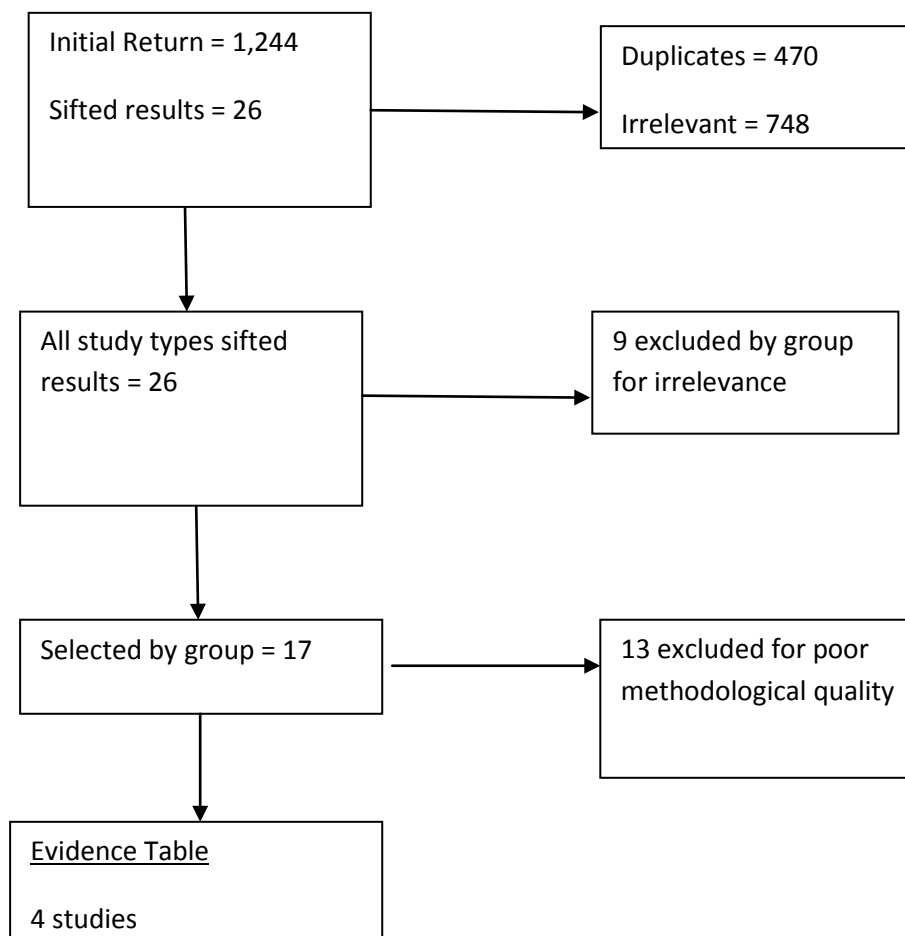 Initial Return = 1,244
Sifted results = 26
Duplicates = 470
Irrelevant = 748
All study types sifted
results = 26
9 excluded by group
for irrelevance
Selected by group = 17
13 excluded for poor
methodological quality
Evidence Table
4 studies